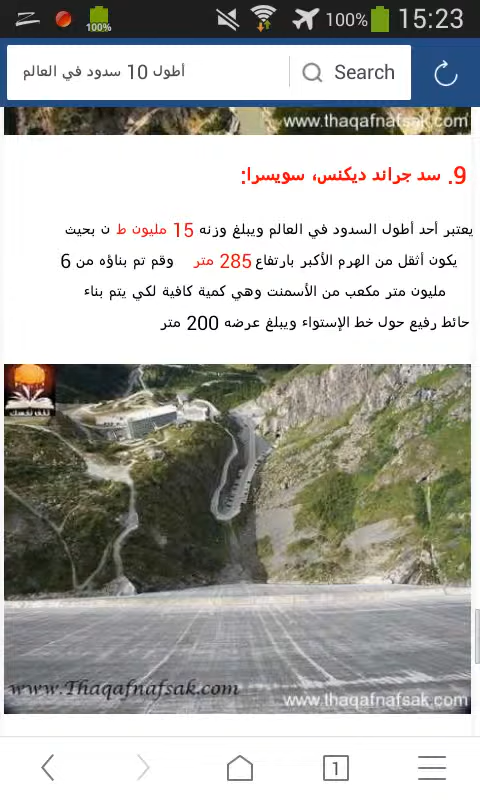 100%
100%
15:23
أطول 10 سدود في العالم
Search
www.thaqafnafsak.com
9. سد جراند ديكنس، سويسرا:
يعتبر أحد أطول السدود في العالم ويبلغ وزنه 15 مليون ط ن بحيث
يكون أثقل من الهرم الأكبر بارتفاع 285 متر وقم تم بناؤه من 6
مليون متر مكعب من الأسمنت وهي كمية كافية لكي يتم بناء
حائط رفيع حول خط الإستواء ويبلغ عرضه 200 متر
ثقف نفسك
www.Thaqafnafsak.com
www.thaqafnafsak.com
1